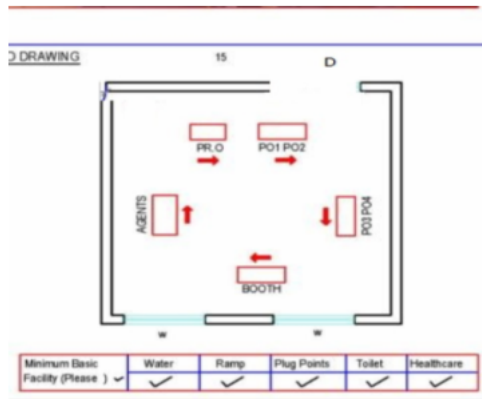 D DRAWING
15
D
PR.O
PO1 PO2
AGENTS
PO3 PO4
BOOTH
W
W
Minimum Basic Facility (Please ) ✓
Water
Ramp
Plug Points
Toilet
Healthcare
✓ ✓ ✓ ✓ ✓